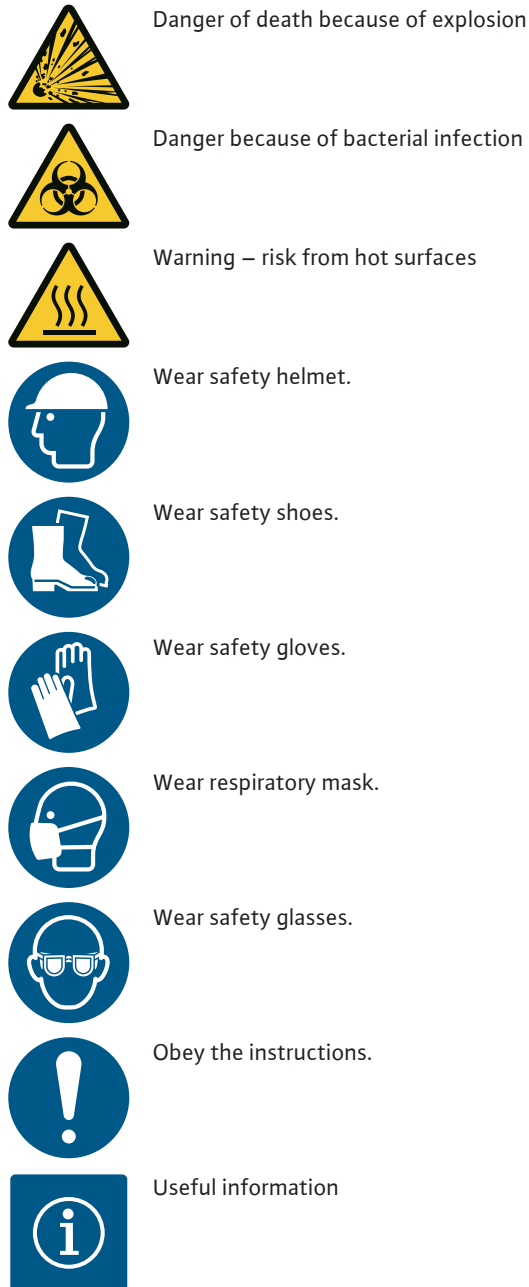 Danger of death because of explosion
Danger because of bacterial infection
Warning – risk from hot surfaces
Wear safety helmet.
Wear safety shoes.
Wear safety gloves.
Wear respiratory mask.
Wear safety glasses.
Obey the instructions.
Useful information